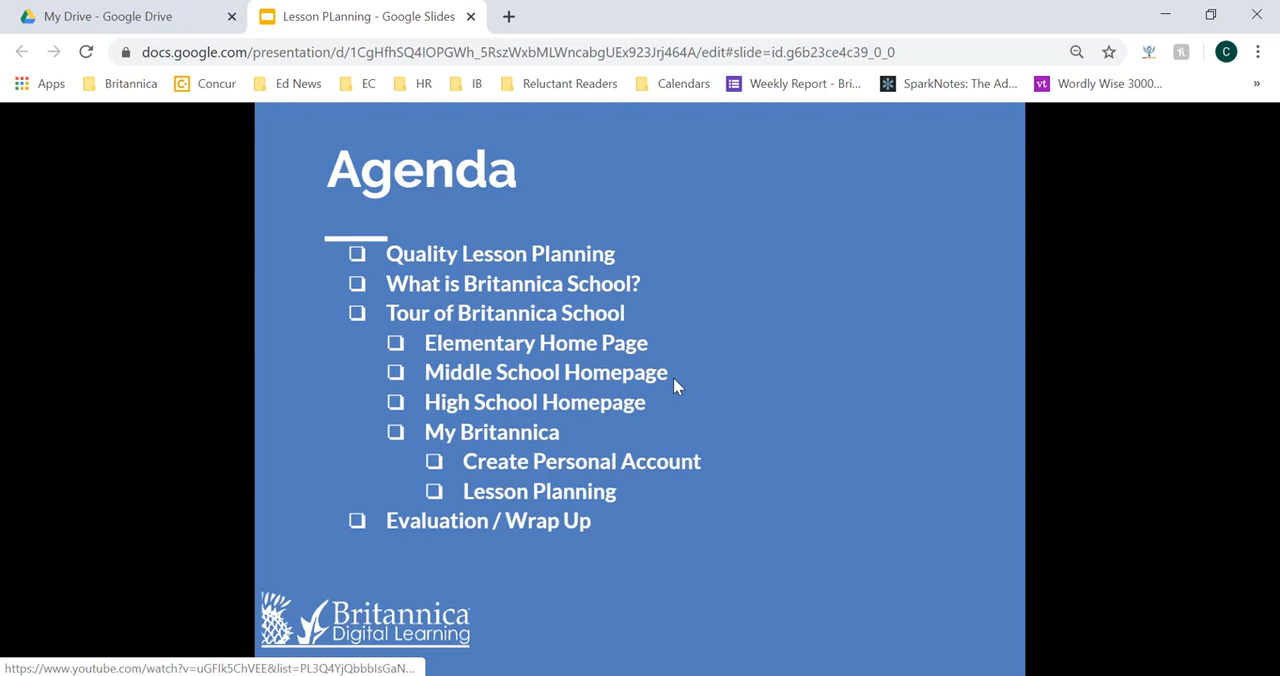 My Drive - Google Drive
Lesson PLanning - Google Slides
docs.google.com/presentation/d/1CgHfhSQ4IOPGWh_5RszWxbMLWncabgUEx923Jrj464A/edit#slide=id.g6b23ce4c39_0_0
C
Apps Britannica Concur Ed News EC HR IB Reluctant Readers Calendars Weekly Report - Bri... SparkNotes: The Ad... vt Wordly Wise 3000... »
Agenda
Quality Lesson Planning
What is Britannica School?
Tour of Britannica School
Elementary Home Page
Middle School Homepage
High School Homepage
My Britannica
Create Personal Account
Lesson Planning
Evaluation / Wrap Up
Britannica
Digital Learning
https://www.youtube.com/watch?v=uGFIk5ChVEE&list=PL3Q4YjQbbbIsGaN...